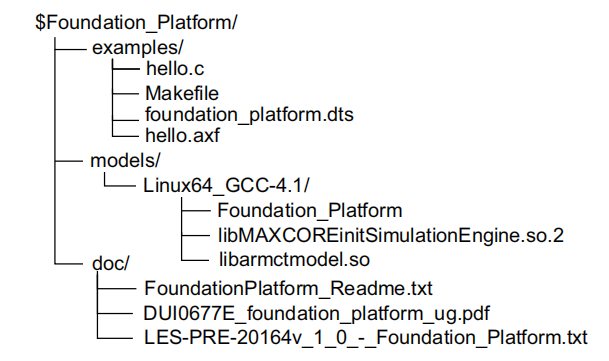 $Foundation_Platform/
examples/
hello.c
Makefile
foundation_platform.dts
hello.axf
models/
Linux64_GCC-4.1/
Foundation_Platform
libMAXCOREinitSimulationEngine.so.2
libarmctmodel.so
doc/
FoundationPlatform_Readme.txt
DUI0677E_foundation_platform_ug.pdf
LES-PRE-20164v_1_0_-_Foundation_Platform.txt